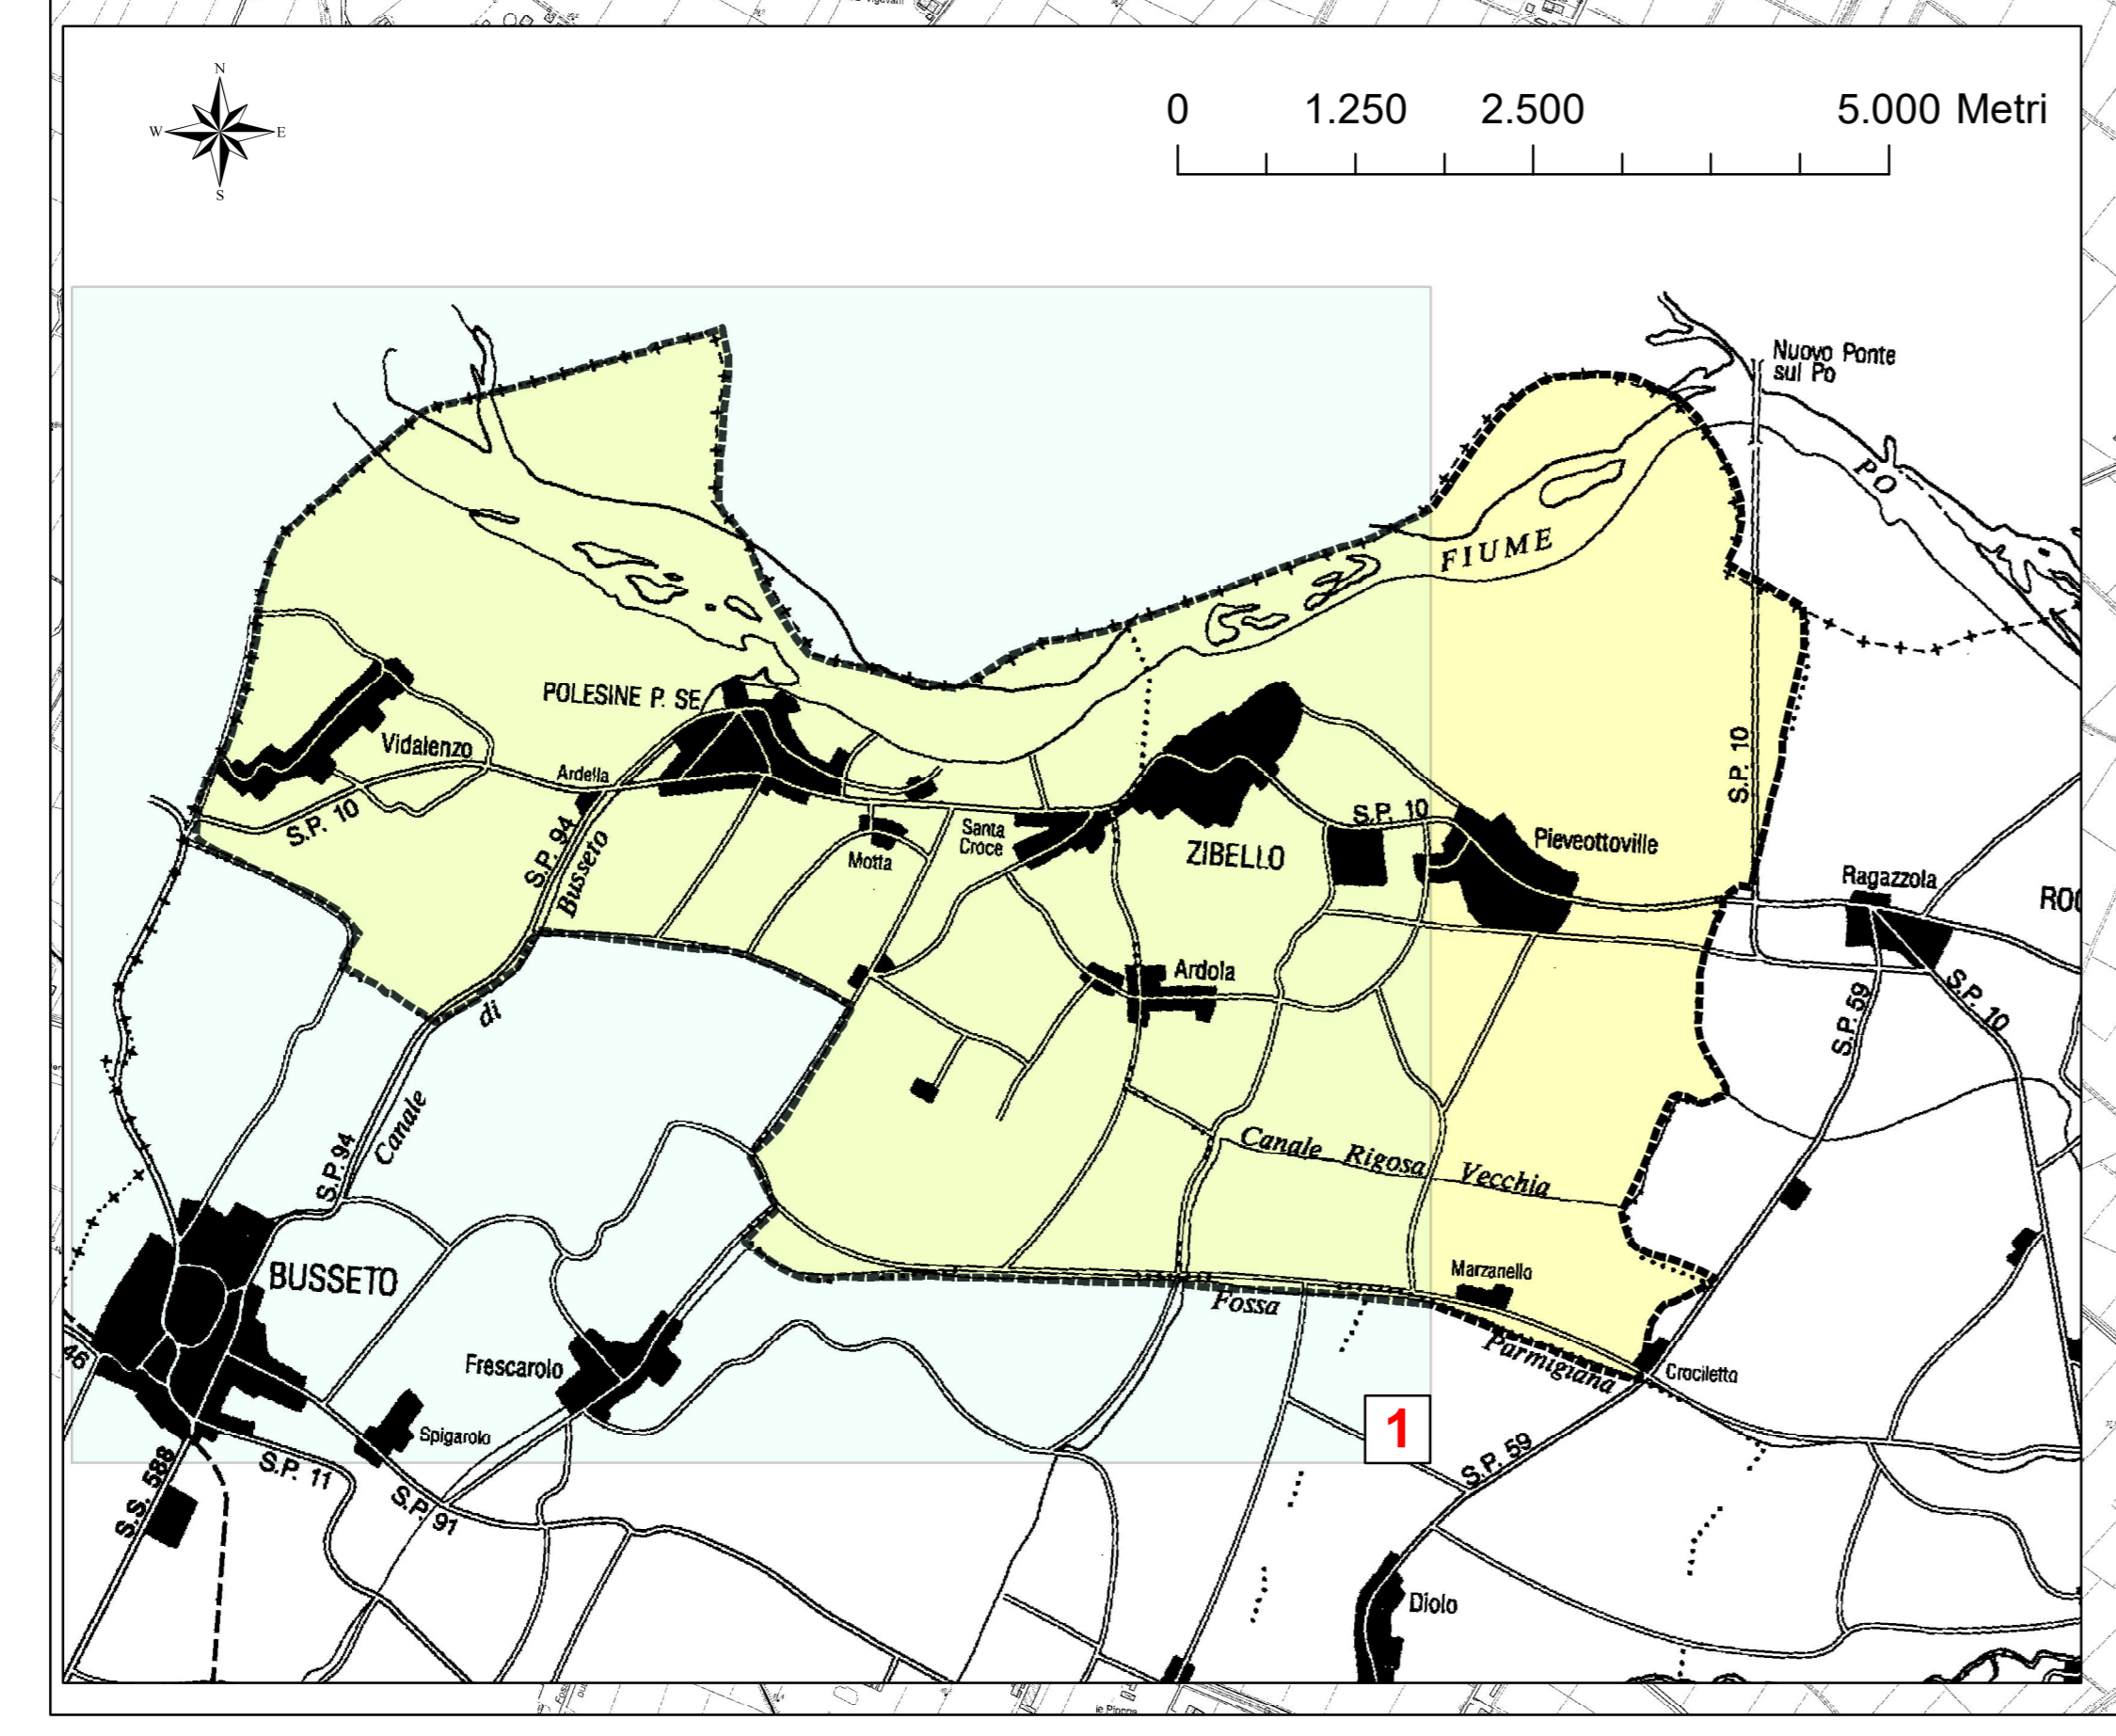 N
W E
S
0 1.250 2.500 5.000 Metri
Nuovo Ponte
sul Po
PO
FIUME
POLESINE P. SE
Vidalenzo
Ardella
S.P. 10
S.P. 10
S.P. 10
S.P. 94
Busseto
Santa
Croce
Motta
ZIBELLO
Pieveottoville
Ragazzola
Ardola
S.P. 59
S.P. 10
di
Canale
S.P. 94
Canale Rigosa Vecchia
BUSSETO
Marzanello
Fossa
Parmigiana
Crociletto
Frescarolo
Spigarolo
46
1
S.P. 59
S.P. 11
S.S. 588
S.P. 91
Diolo